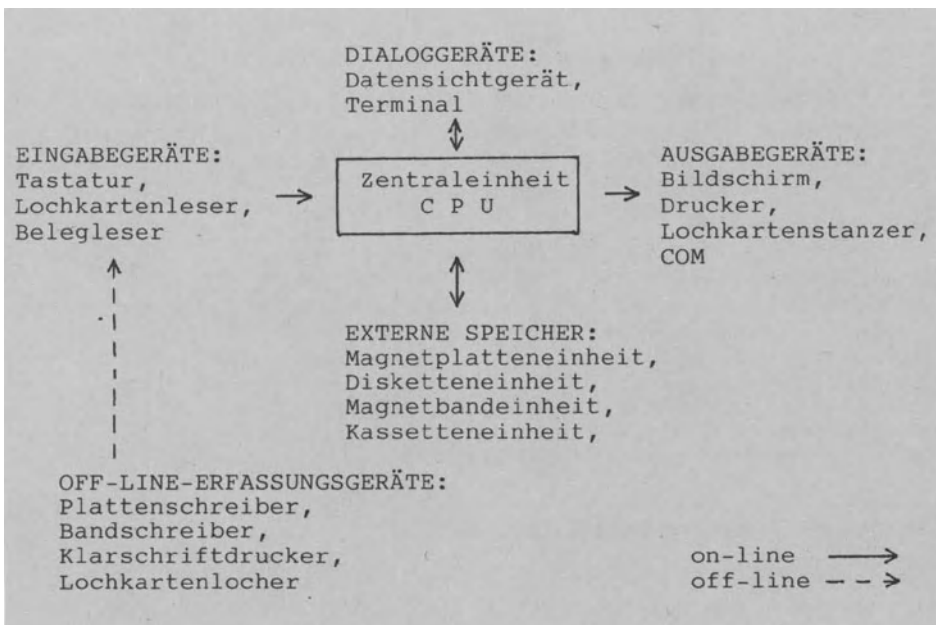 DIALOGGERÄTE:
Datensichtgerät,
Terminal
EINGABEGERÄTE:
Tastatur,
Lochkartenleser,
Belegleser
Zentraleinheit
C P U
AUSGABEGERÄTE:
Bildschirm,
Drucker,
Lochkartenstanzer,
COM
EXTERNE SPEICHER:
Magnetplatteneinheit,
Disketteneinheit,
Magnetbandeinheit,
Kassetteneinheit,
OFF-LINE-ERFASSUNGSGERÄTE:
Plattenschreiber,
Bandschreiber,
Klarschriftdrucker,
Lochkartenlocher
on-line
off-line